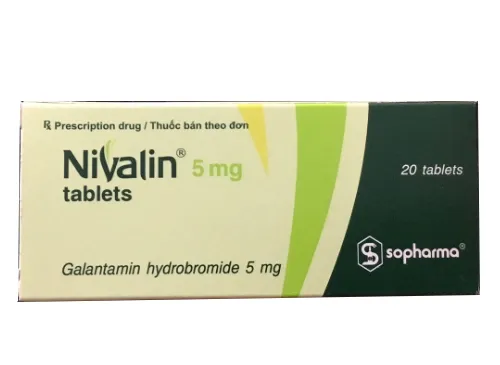 ℞ Prescription drug / Thuốc bán theo đơn
Nivalin® 5 mg
tablets
20 tablets
sopharma®
Galantamin hydrobromide 5 mg